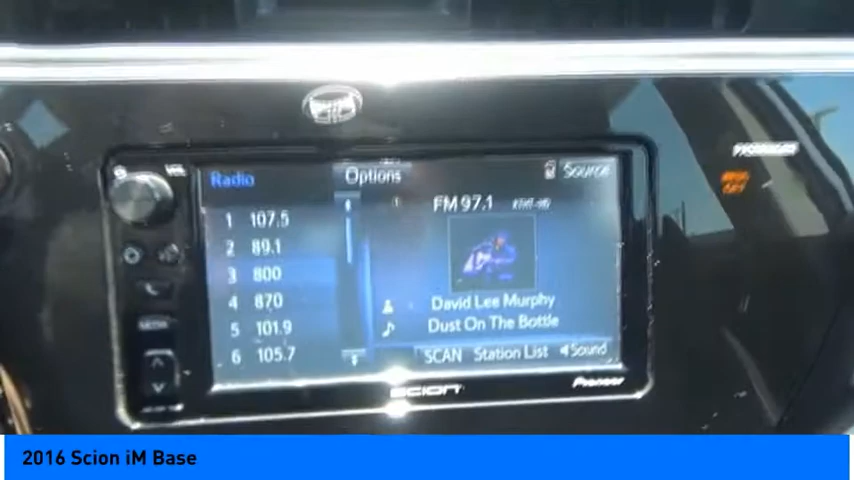 Radio
Options
Source
FM 97.1
1 107.5
2 89.1
3 800
4 870
5 101.9
6 105.7
David Lee Murphy
Dust On The Bottle
SCAN Station List Sound
SCION
Pioneer
PASSENGER
2016 Scion iM Base